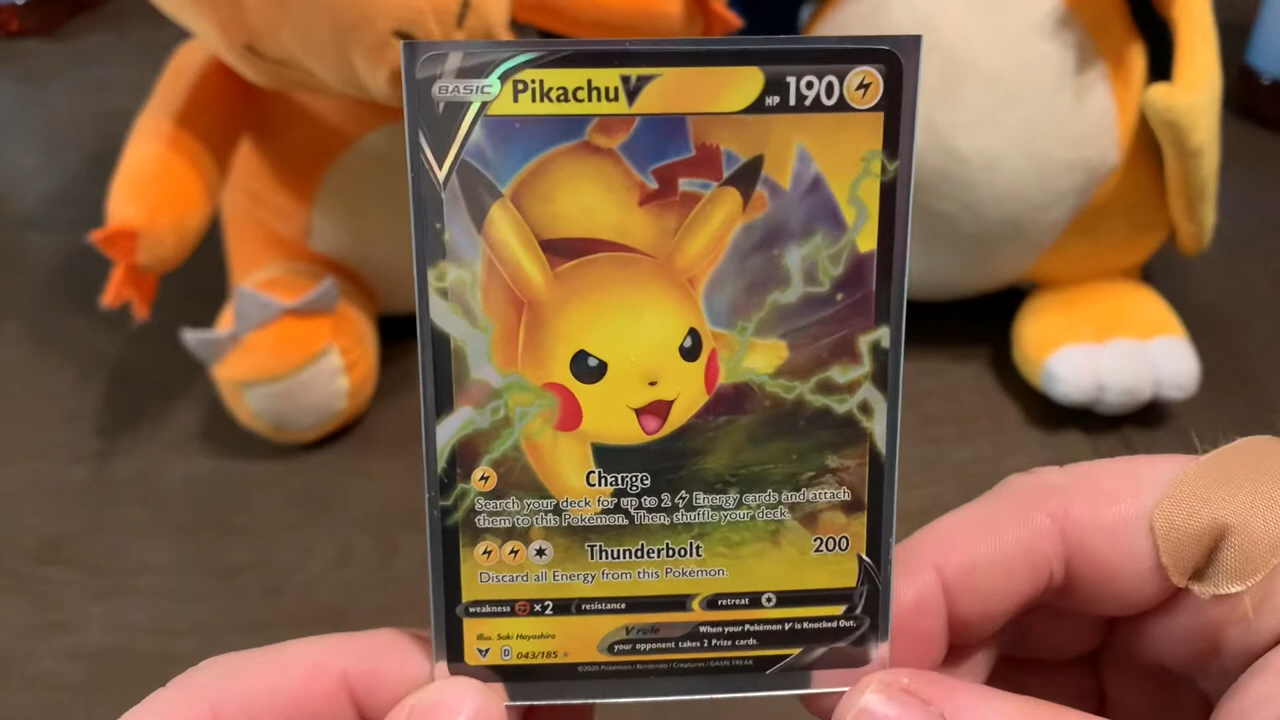 BASIC PikachuV HP 190
Charge
Search your deck for up to 2 Energy cards and attach
them to this Pokémon. Then, shuffle your deck.
Thunderbolt 200
Discard all Energy from this Pokémon.
weakness ×2 resistance retreat
Illus. Saki Hayashiro
V rule When your Pokémon V is Knocked Out,
your opponent takes 2 Prize cards.
D 043/185
©2020 Pokémon / Nintendo / Creatures / GAME FREAK